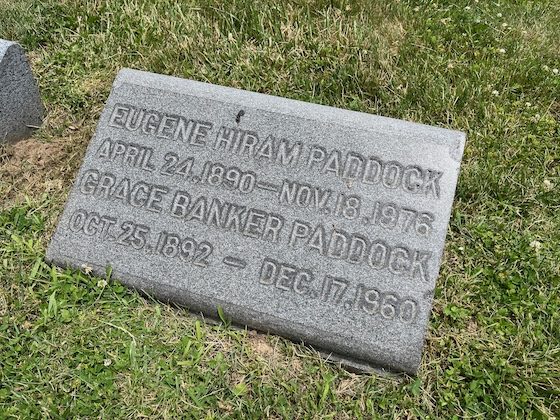 EUGENE HIRAM PADDOCK
APRIL 24, 1890 — NOV. 18, 1976
GRACE BANKER PADDOCK
OCT. 25, 1892 — DEC. 17, 1960